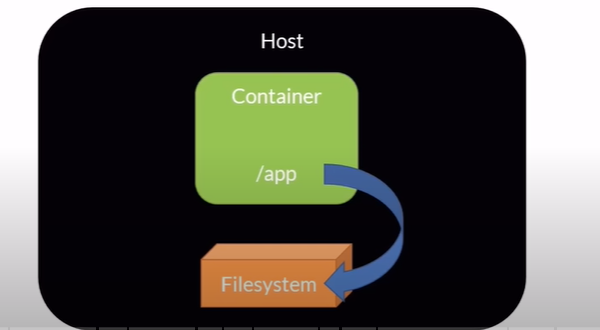 Host
Container
/app
Filesystem